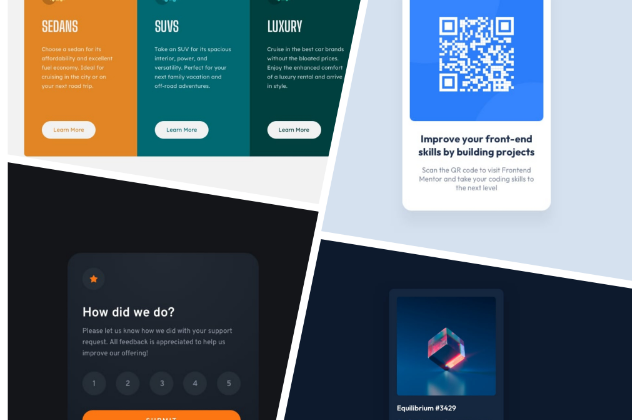 SEDANS
Choose a sedan for its
affordability and excellent
fuel economy. Ideal for
cruising in the city or on
your next road trip.
Learn More
SUVS
Take an SUV for its spacious
interior, power, and
versatility. Perfect for your
next family vacation and
off-road adventures.
Learn More
LUXURY
Cruise in the best car brands
without the bloated prices.
Enjoy the enhanced comfort
of a luxury rental and arrive
in style.
Learn More
Improve your front-end
skills by building projects
Scan the QR code to visit Frontend
Mentor and take your coding skills to
the next level
How did we do?
Please let us know how we did with your support
request. All feedback is appreciated to help us
improve our offering!
1 2 3 4 5
SUBMIT
Equilibrium #3429